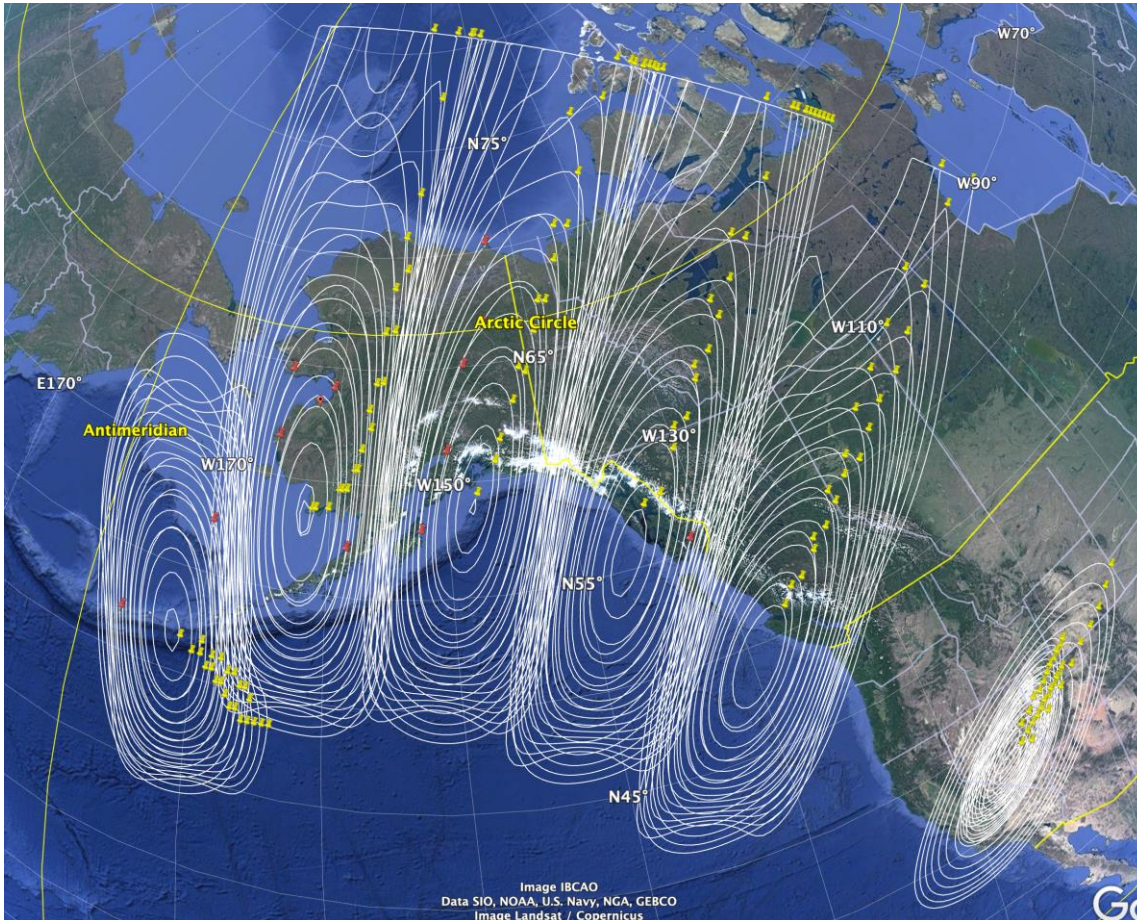 W70°
N75°
W90°
Arctic Circle
W110°
N65°
E170°
Antimeridian
W130°
W170°
W150°
N55°
N45°
Image IBCAO
Data SIO, NOAA, U.S. Navy, NGA, GEBCO
Image Landsat / Copernicus